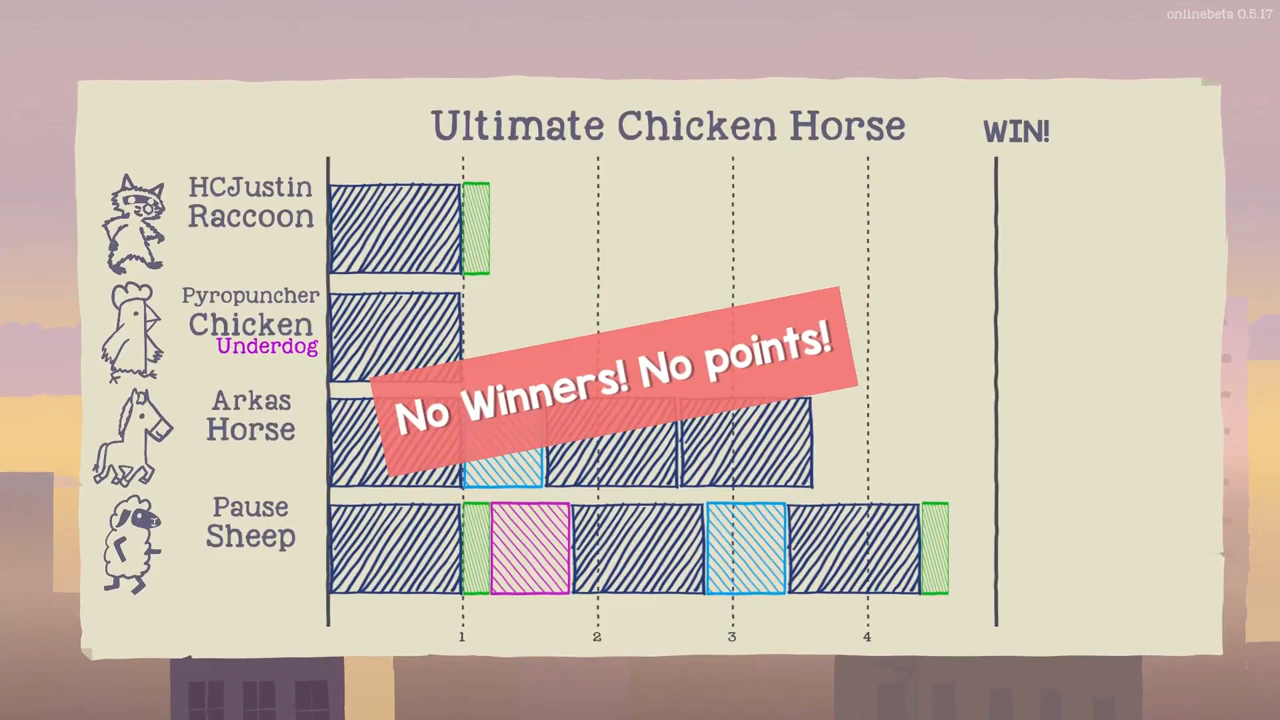 onlinebeta 0.5.17
Ultimate Chicken Horse
WIN!
HCJustin
Raccoon
Pyropuncher
Chicken
Underdog
No Winners! No points!
Arkas
Horse
Pause
Sheep
1 2 3 4